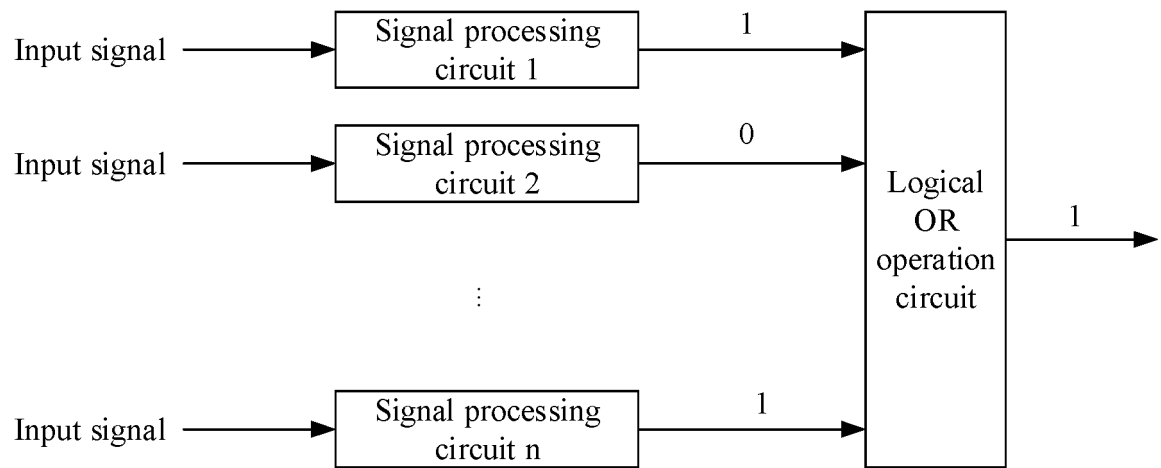 Input signal
Signal processing
circuit 1
1
Input signal
Signal processing
circuit 2
0
Logical
OR
operation
circuit
1
⋮
Input signal
Signal processing
circuit n
1